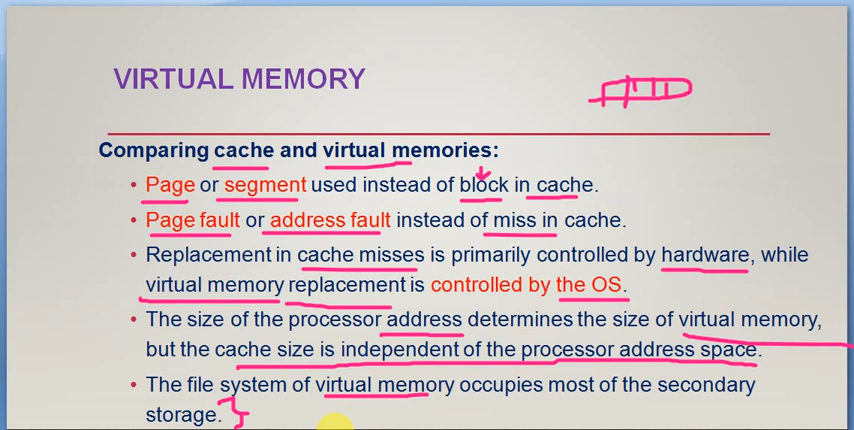 VIRTUAL MEMORY
Comparing cache and virtual memories:
• Page or segment used instead of block in cache.
• Page fault or address fault instead of miss in cache.
• Replacement in cache misses is primarily controlled by hardware, while
virtual memory replacement is controlled by the OS.
• The size of the processor address determines the size of virtual memory,
but the cache size is independent of the processor address space.
• The file system of virtual memory occupies most of the secondary
storage.